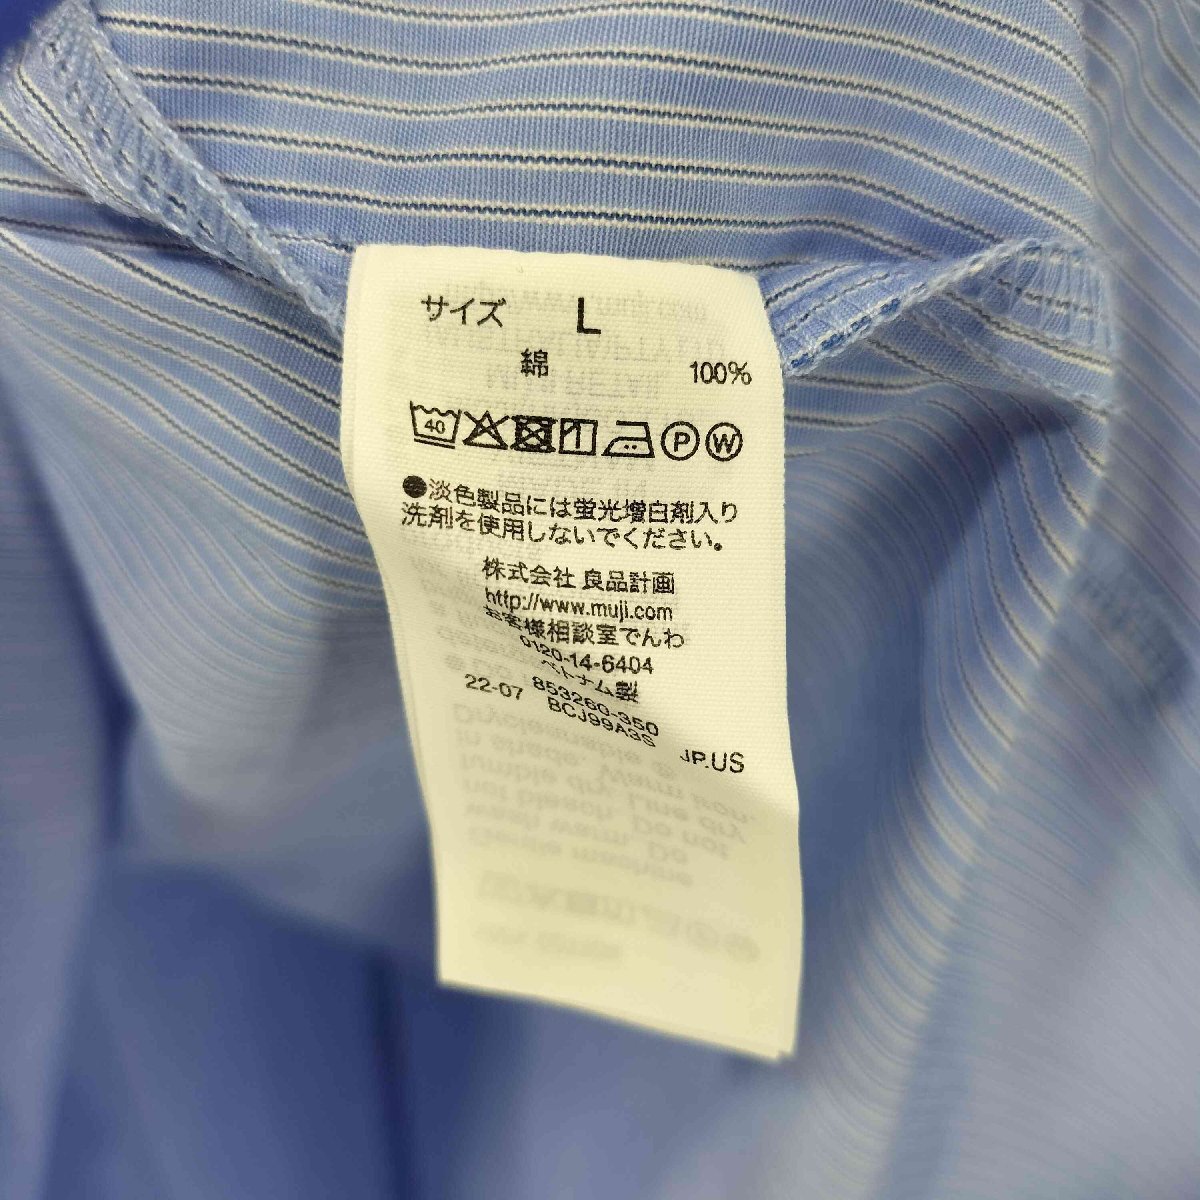 サイズ L
綿 100%
40 P W
●淡色製品には蛍光増白剤入り
洗剤を使用しないでください。
株式会社 良品計画
http://www.muji.com
お客様相談室でんわ
0120-14-6404
ベトナム製
22-07 853260-350
BCJ99A3S JP.US